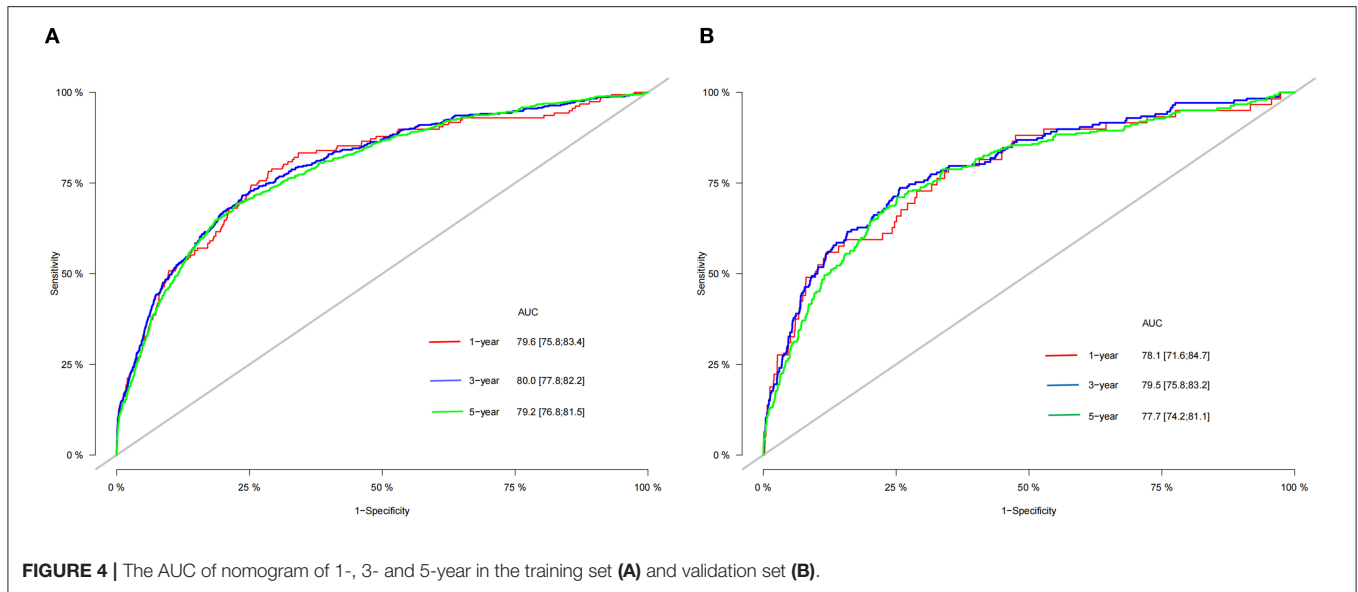 A
100 %
75 %
50 %
25 %
0 %
Sensitivity
0 %
25 %
50 %
75 %
100 %
1−Specificity
AUC
1−year 79.6 [75.8;83.4]
3−year 80.0 [77.8;82.2]
5−year 79.2 [76.8;81.5]
B
100 %
75 %
50 %
25 %
0 %
Sensitivity
0 %
25 %
50 %
75 %
100 %
1−Specificity
AUC
1−year 78.1 [71.6;84.7]
3−year 79.5 [75.8;83.2]
5−year 77.7 [74.2;81.1]
FIGURE 4 | The AUC of nomogram of 1-, 3- and 5-year in the training set (A) and validation set (B).